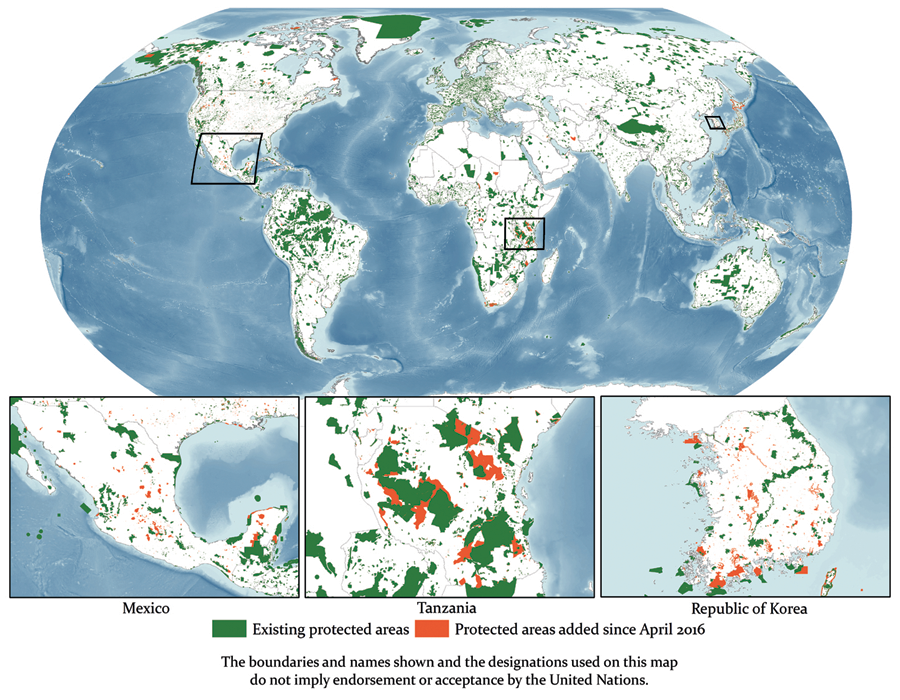 Mexico
Tanzania
Republic of Korea
Existing protected areas
Protected areas added since April 2016
The boundaries and names shown and the designations used on this map
do not imply endorsement or acceptance by the United Nations.